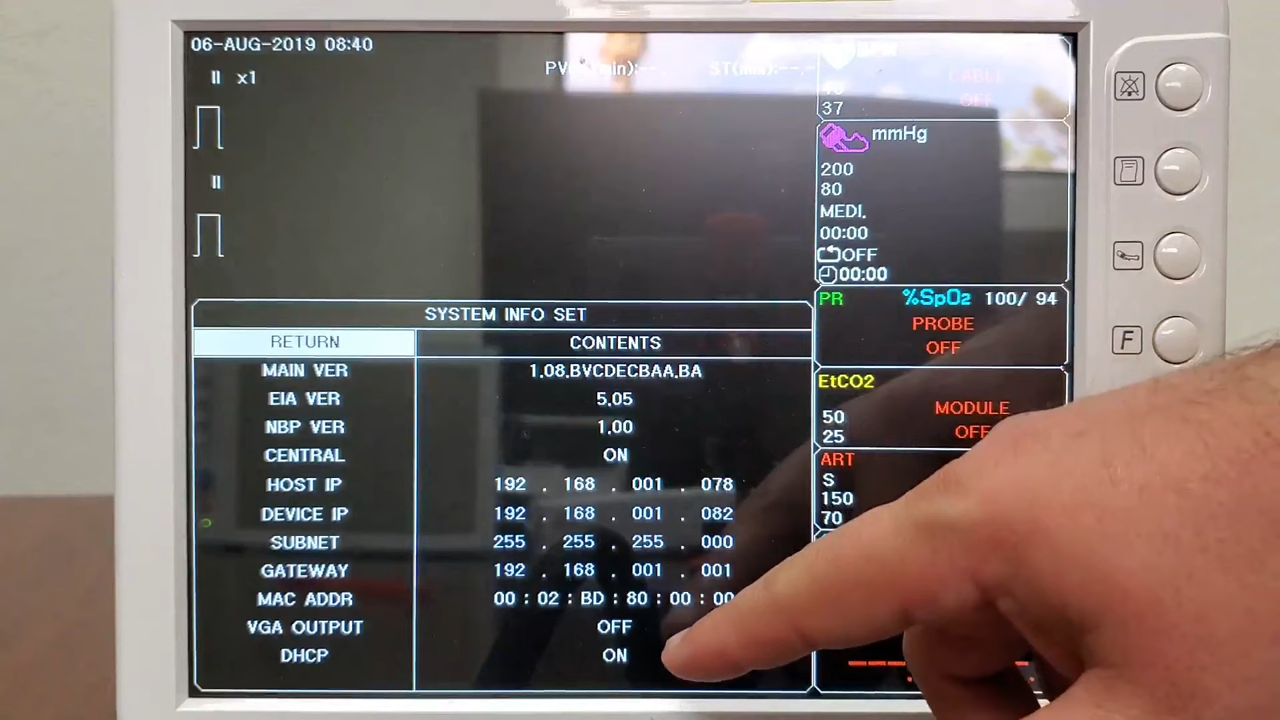 06-AUG-2019 08:40
II x1
II
37
mmHg
200
80
MEDI.
00:00
OFF
00:00
PR %SpO2 100/ 94
PROBE
OFF
EtCO2
50
25
MODULE
OFF
ART
S
150
70
CABLE
OFF
SYSTEM INFO SET
RETURN CONTENTS
MAIN VER 1.08.BVCDECBAA.BA
EIA VER 5.05
NBP VER 1.00
CENTRAL ON
HOST IP 192 . 168 . 001 . 078
DEVICE IP 192 . 168 . 001 . 082
SUBNET 255 . 255 . 255 . 000
GATEWAY 192 . 168 . 001 . 001
MAC ADDR 00 : 02 : BD : 80 : 00 : 00
VGA OUTPUT OFF
DHCP ON
F